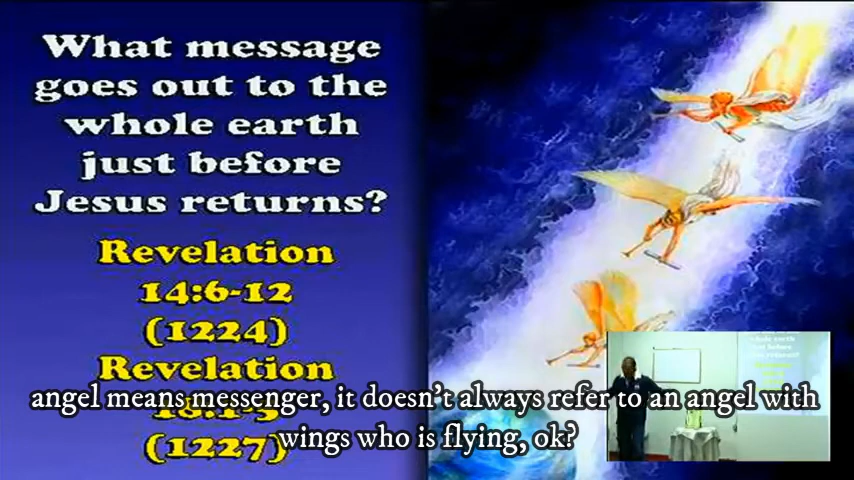 What message
goes out to the
whole earth
just before
Jesus returns?
Revelation
14:6-12
(1224)
Revelation
(1227)
angel means messenger, it doesn't always refer to an angel with
wings who is flying, ok?